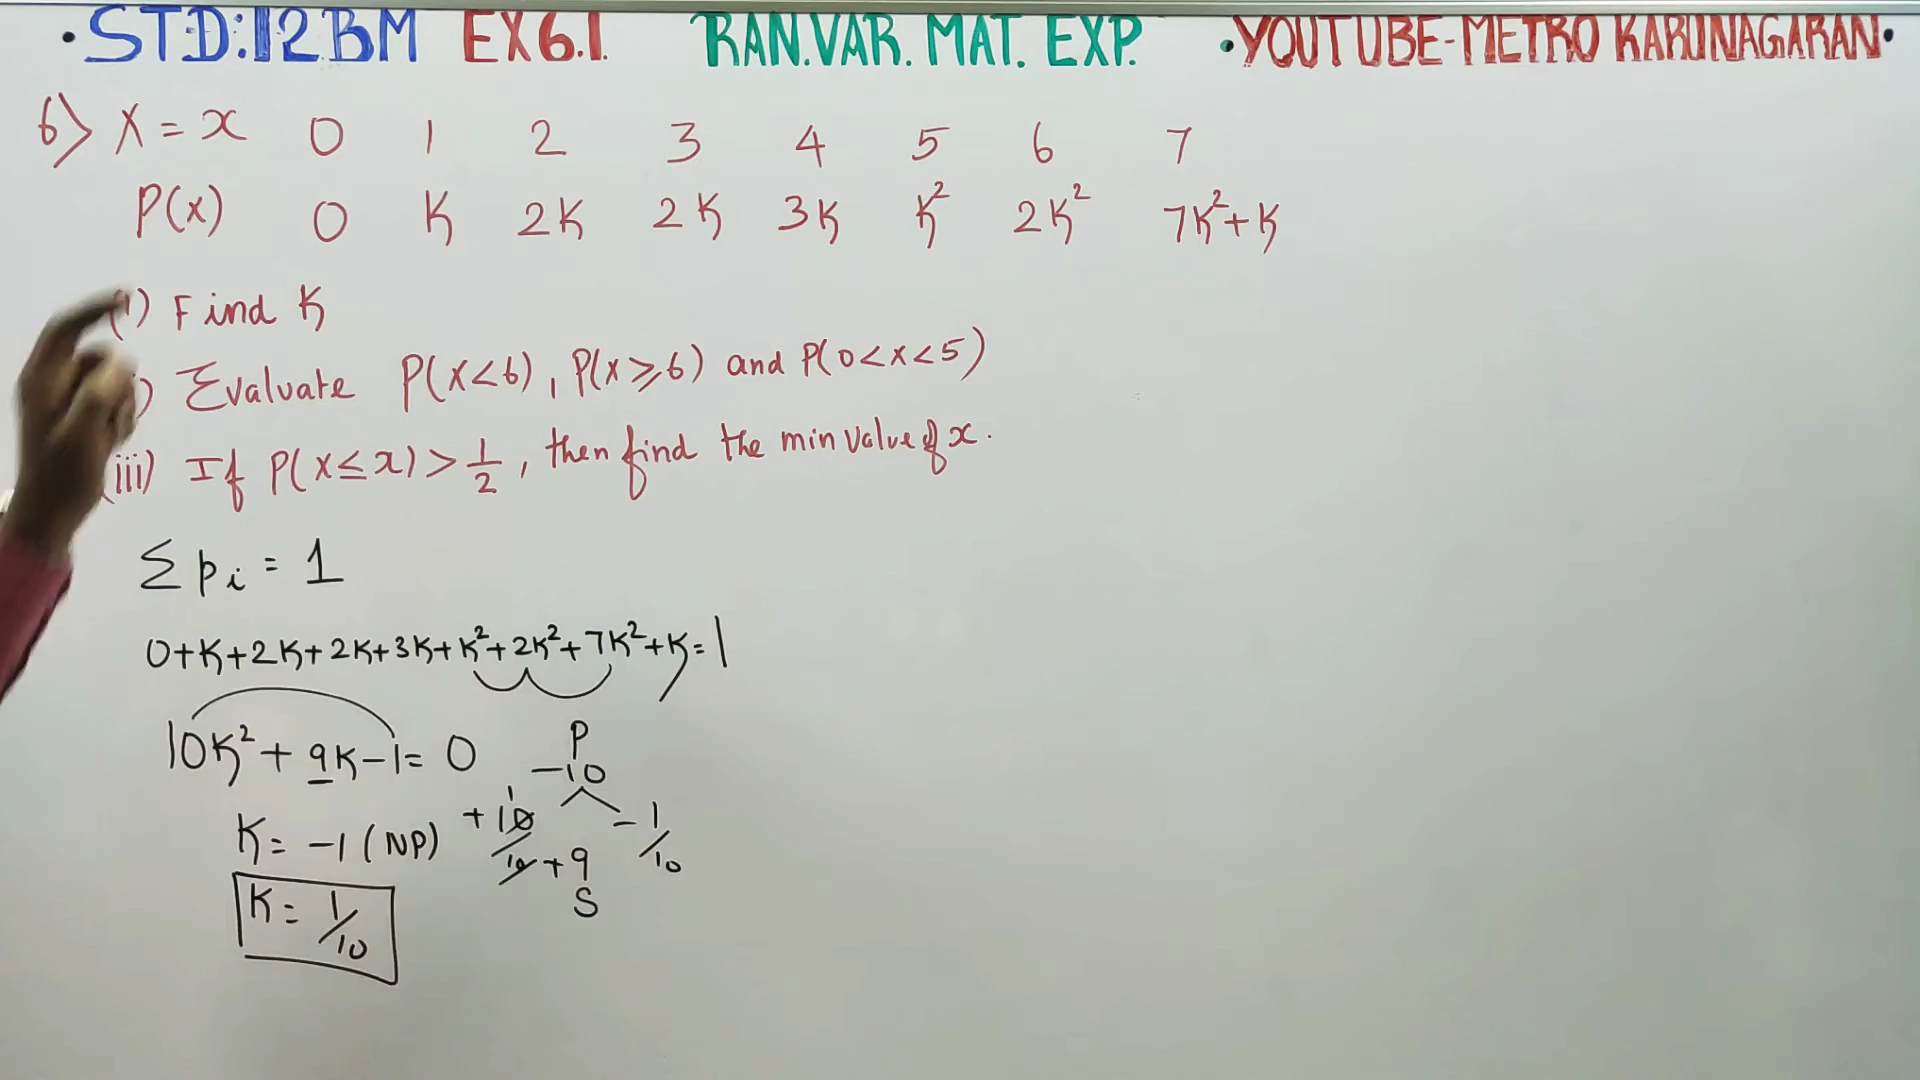 •STD:12BM EX6.1. RAN.VAR. MAT. EXP. •YOUTUBE-METRO KARUNAGARAN•
6) X = x 0 1 2 3 4 5 6 7
P(x) 0 K 2K 2K 3K K² 2K² 7K²+K
(i) Find K
) Evaluate P(X<6), P(X⩾6) and P(0<X<5)
(iii) If P(X≤x) > 1/2, then find the min value of x.
Σpi = 1
0+K+2K+2K+3K+K²+2K²+7K²+K=1
10K²+9K-1=0
P
-10
K= -1 (NP) +10/10 -1/10
+9
S
K= 1/10